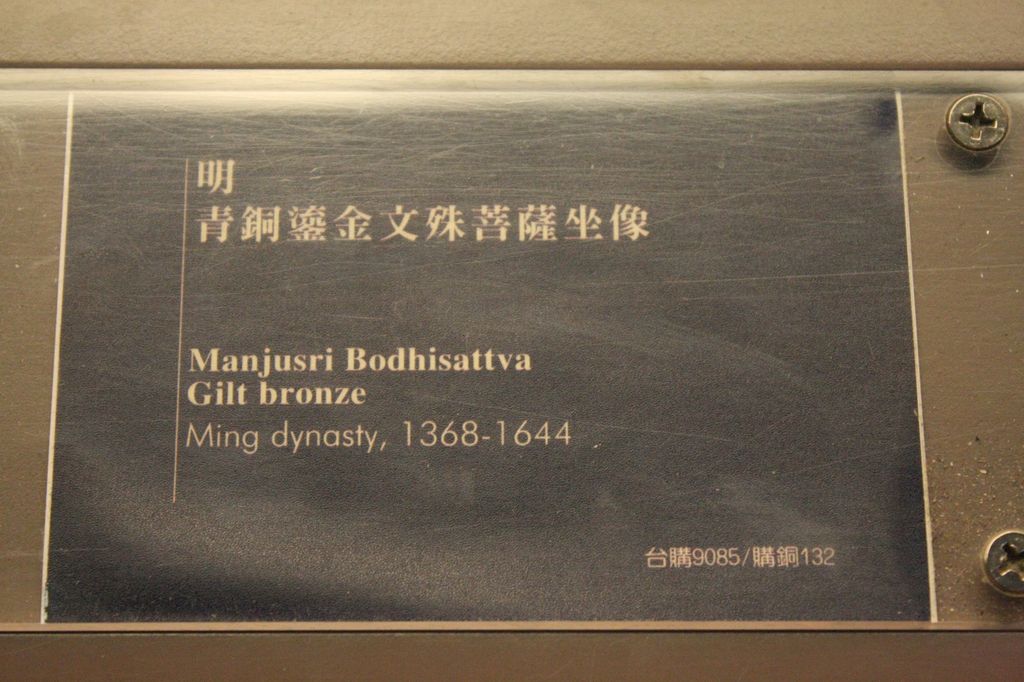 明
青銅鎏金文殊菩薩坐像
Manjusri Bodhisattva
Gilt bronze
Ming dynasty, 1368-1644
台購9085/購銅132